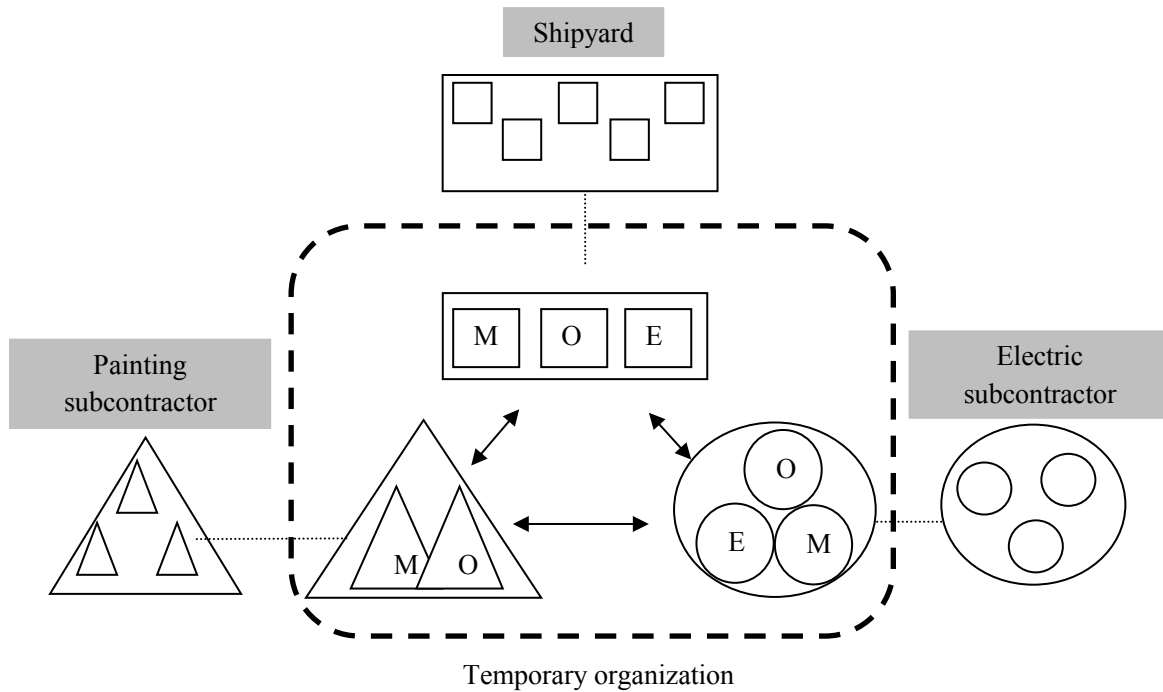 Shipyard
M O E
Painting
subcontractor
Electric
subcontractor
O
E M
M O
Temporary organization